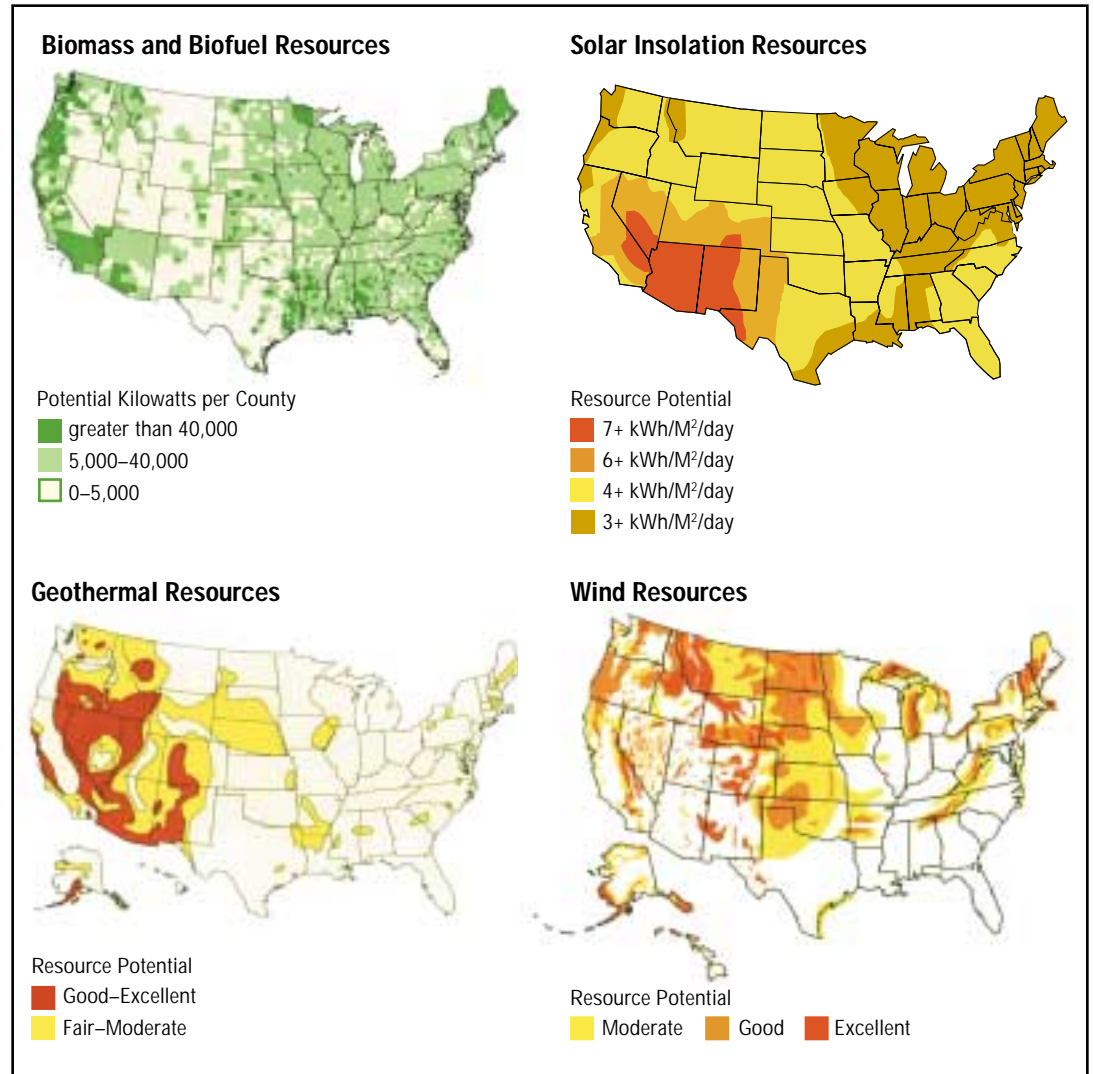 Biomass and Biofuel Resources
Potential Kilowatts per County
greater than 40,000
5,000–40,000
0–5,000
Solar Insolation Resources
Resource Potential
7+ kWh/M²/day
6+ kWh/M²/day
4+ kWh/M²/day
3+ kWh/M²/day
Geothermal Resources
Resource Potential
Good–Excellent
Fair–Moderate
Wind Resources
Resource Potential
Moderate Good Excellent